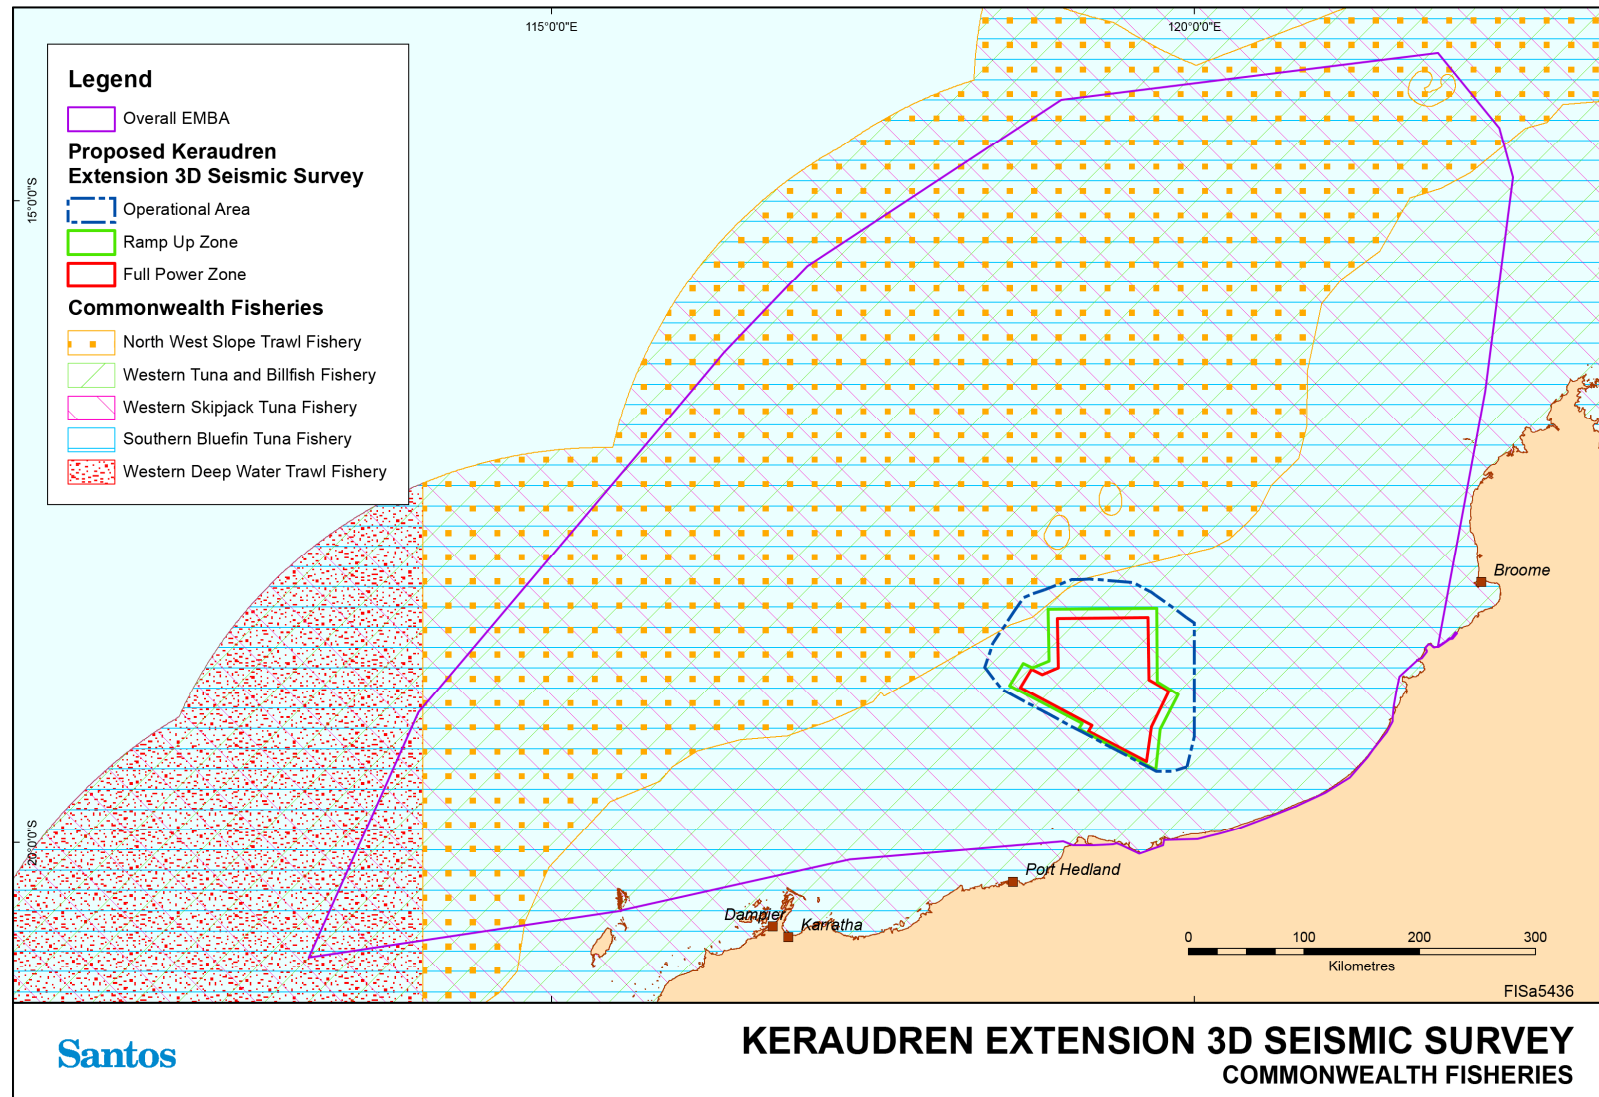 115°0'0"E
120°0'0"E
15°0'0"S
20°0'0"S
Legend
Overall EMBA
Proposed Keraudren
Extension 3D Seismic Survey
Operational Area
Ramp Up Zone
Full Power Zone
Commonwealth Fisheries
North West Slope Trawl Fishery
Western Tuna and Billfish Fishery
Western Skipjack Tuna Fishery
Southern Bluefin Tuna Fishery
Western Deep Water Trawl Fishery
Broome
Port Hedland
Dampier
Karratha
0 100 200 300
Kilometres
FISa5436
Santos
KERAUDREN EXTENSION 3D SEISMIC SURVEY
COMMONWEALTH FISHERIES